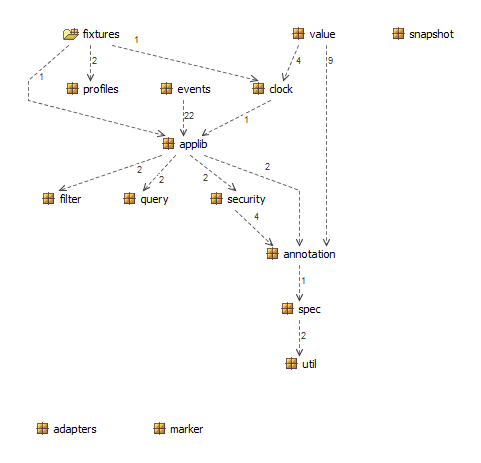 fixtures
value
snapshot
1
4
9
1
2
profiles
events
clock
22
1
applib
2
2
2
2
filter
query
security
4
annotation
1
spec
2
util
adapters
marker